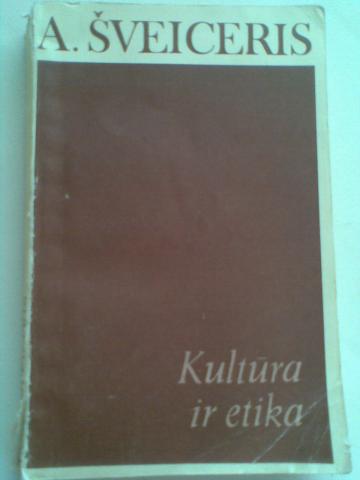 A. ŠVEICERIS
Kultūra
ir etika